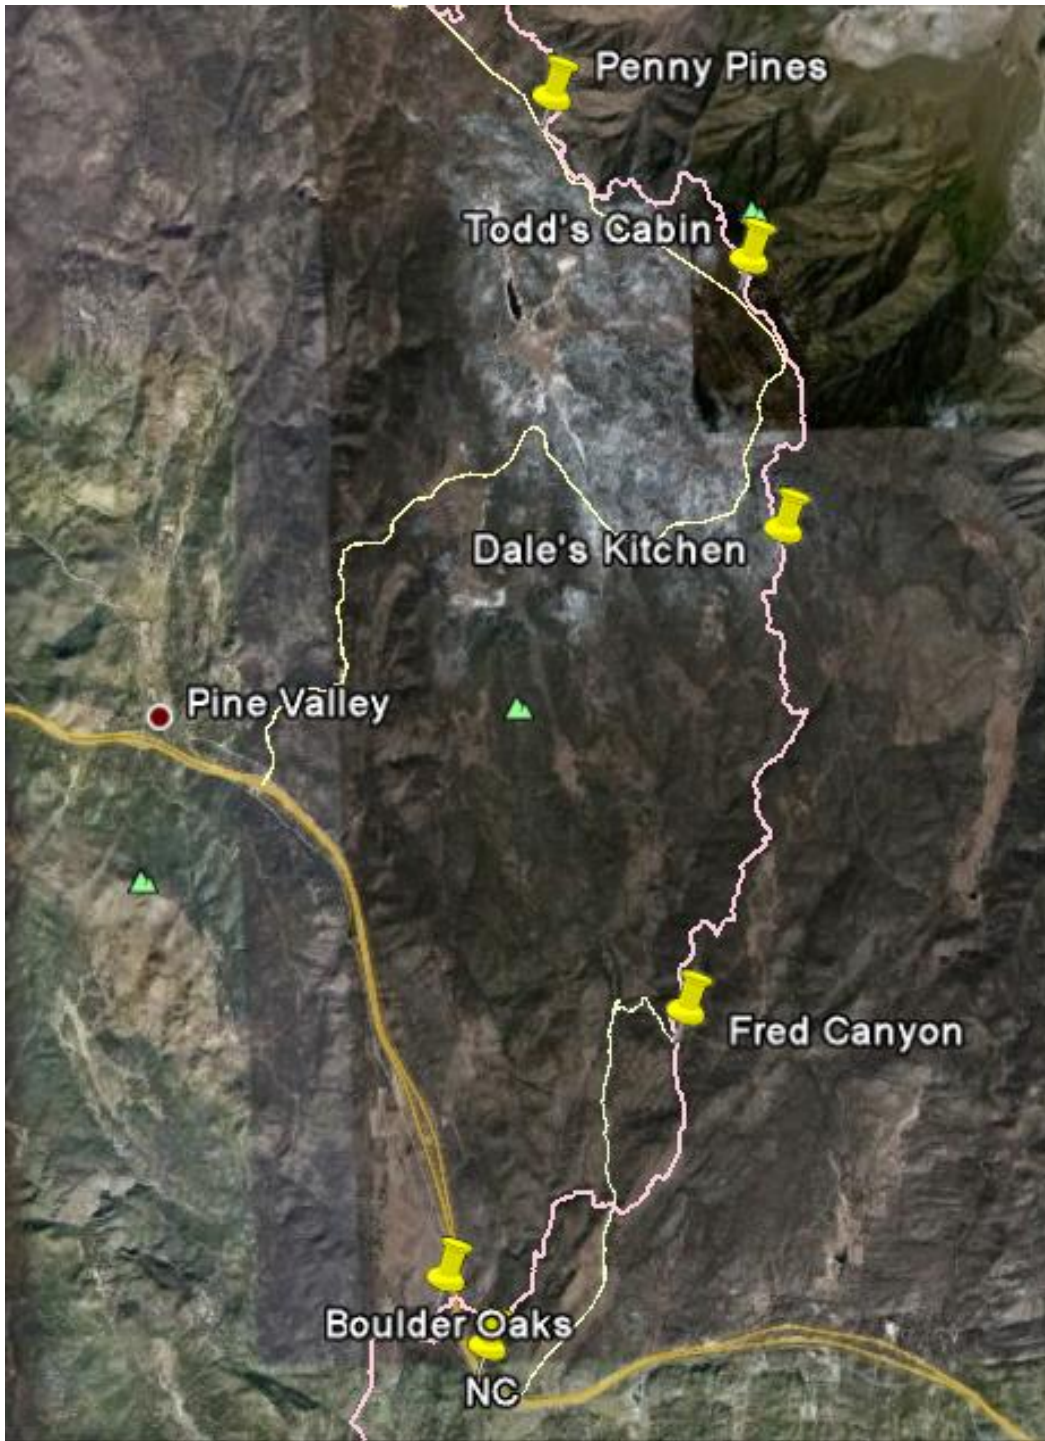 Penny Pines
Todd's Cabin
Dale's Kitchen
Pine Valley
Fred Canyon
Boulder Oaks
NC